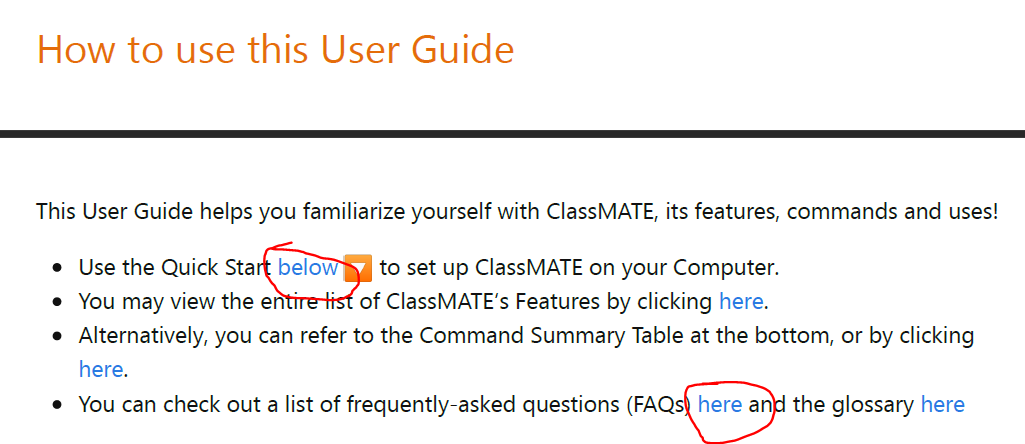 How to use this User Guide
This User Guide helps you familiarize yourself with ClassMATE, its features, commands and uses!
Use the Quick Start below 🔽 to set up ClassMATE on your Computer.
You may view the entire list of ClassMATE’s Features by clicking here.
Alternatively, you can refer to the Command Summary Table at the bottom, or by clicking
here.
You can check out a list of frequently-asked questions (FAQs) here and the glossary here